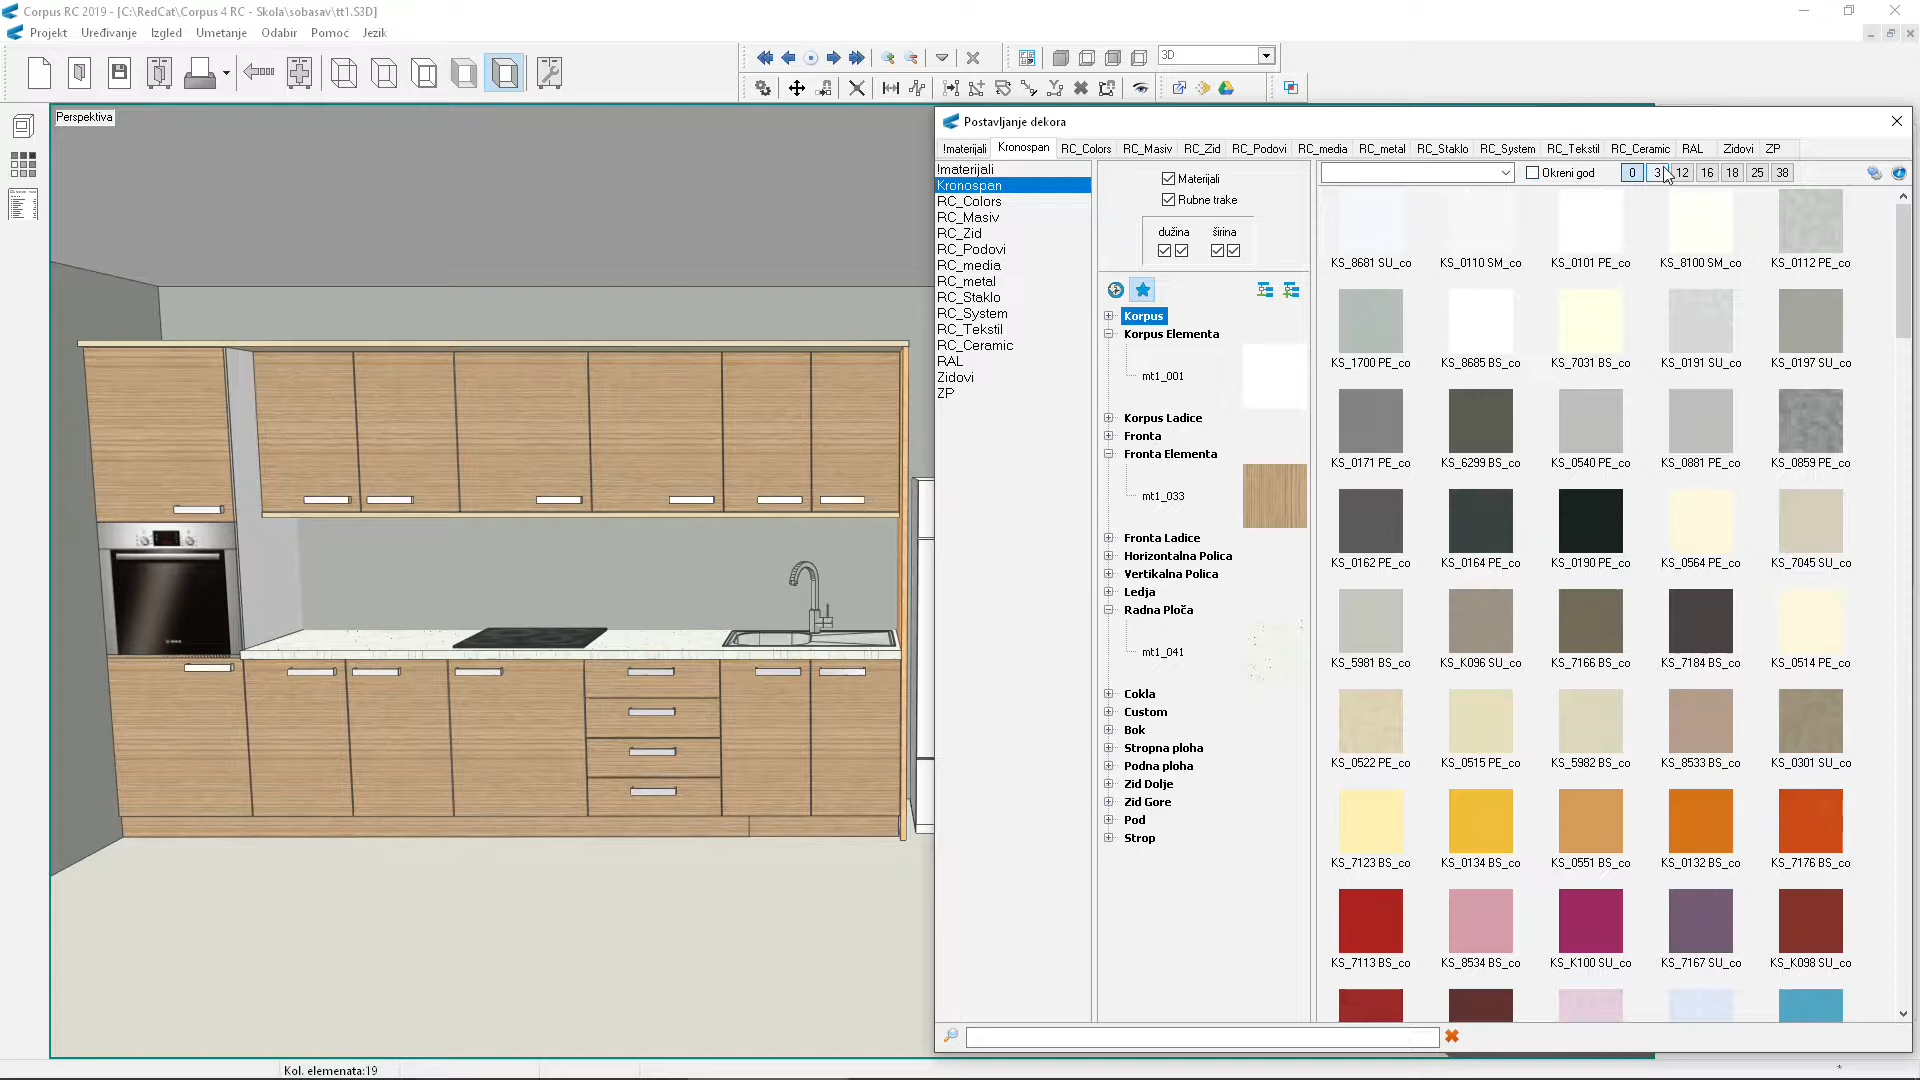 Corpus RC 2019 - [C:\RedCat\Corpus 4 RC - Skola\sobasav\tt1.S3D]
Projekt Uređivanje Izgled Umetanje Odabir Pomoć Jezik
3D
Perspektiva
Postavljanje dekora
!materijali Kronospan RC_Colors RC_Masiv RC_Zid RC_Podovi RC_media RC_metal RC_Staklo RC_System RC_Tekstil RC_Ceramic RAL Zidovi ZP
!materijali
Kronospan
RC_Colors
RC_Masiv
RC_Zid
RC_Podovi
RC_media
RC_metal
RC_Staklo
RC_System
RC_Tekstil
RC_Ceramic
RAL
Zidovi
ZP
Materijali
Rubne trake
dužina širina
Korpus
Korpus Elementa
mt1_001
Korpus Ladice
Fronta
Fronta Elementa
mt1_033
Fronta Ladice
Horizontalna Polica
Vertikalna Polica
Ledja
Radna Ploča
mt1_041
Cokla
Custom
Bok
Stropna ploha
Podna ploha
Zid Dolje
Zid Gore
Pod
Strop
Okreni god 0 3 12 16 18 25 38
KS_8681 SU_co KS_0110 SM_co KS_0101 PE_co KS_8100 SM_co KS_0112 PE_co
KS_1700 PE_co KS_8685 BS_co KS_7031 BS_co KS_0191 SU_co KS_0197 SU_co
KS_0171 PE_co KS_6299 BS_co KS_0540 PE_co KS_0881 PE_co KS_0859 PE_co
KS_0162 PE_co KS_0164 PE_co KS_0190 PE_co KS_0564 PE_co KS_7045 SU_co
KS_5981 BS_co KS_K096 SU_co KS_7166 BS_co KS_7184 BS_co KS_0514 PE_co
KS_0522 PE_co KS_0515 PE_co KS_5982 BS_co KS_8533 BS_co KS_0301 SU_co
KS_7123 BS_co KS_0134 BS_co KS_0551 BS_co KS_0132 BS_co KS_7176 BS_co
KS_7113 BS_co KS_8534 BS_co KS_K100 SU_co KS_7167 SU_co KS_K098 SU_co
Kol. elemenata:19